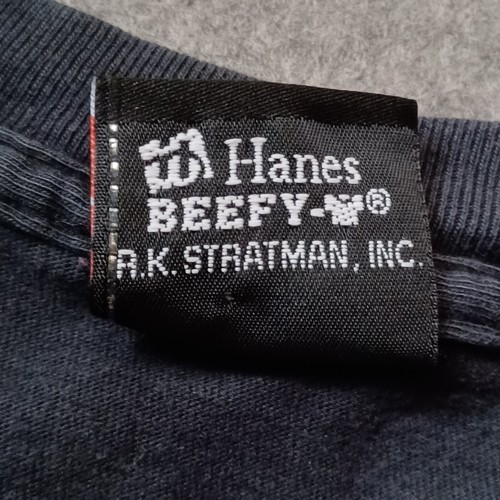 Hanes
BEEFY-T®
R.K. STRATMAN, INC.